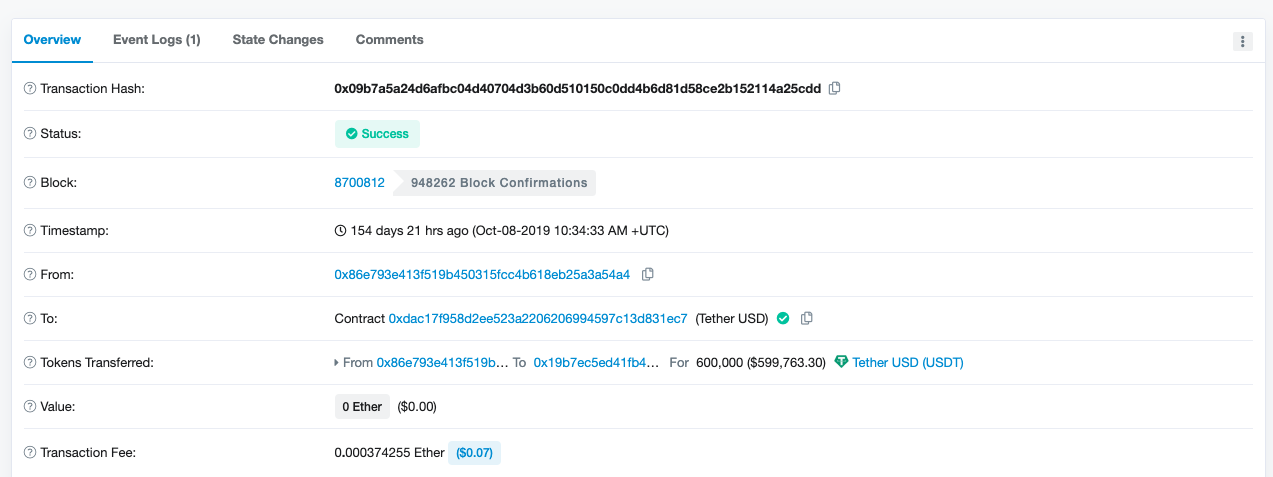 Overview Event Logs (1) State Changes Comments
Transaction Hash: 0x09b7a5a24d6afbc04d40704d3b60d510150c0dd4b6d81d58ce2b152114a25cdd
Status: Success
Block: 8700812 948262 Block Confirmations
Timestamp: 154 days 21 hrs ago (Oct-08-2019 10:34:33 AM +UTC)
From: 0x86e793e413f519b450315fcc4b618eb25a3a54a4
To: Contract 0xdac17f958d2ee523a2206206994597c13d831ec7 (Tether USD)
Tokens Transferred: From 0x86e793e413f519b... To 0x19b7ec5ed41fb4... For 600,000 ($599,763.30) Tether USD (USDT)
Value: 0 Ether ($0.00)
Transaction Fee: 0.000374255 Ether ($0.07)